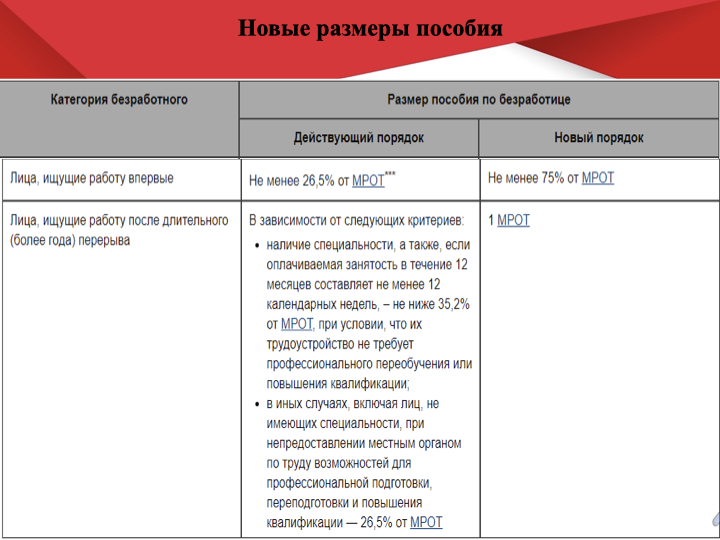 Новые размеры пособия
Категория безработного
Размер пособия по безработице
Действующий порядок
Новый порядок
Лица, ищущие работу впервые
Не менее 26,5% от МРОТ***
Не менее 75% от МРОТ
Лица, ищущие работу после длительного
(более года) перерыва
В зависимости от следующих критериев:
• наличие специальности, а также, если
оплачиваемая занятость в течение 12
месяцев составляет не менее 12
календарных недель, – не ниже 35,2%
от МРОТ, при условии, что их
трудоустройство не требует
профессионального переобучения или
повышения квалификации;
• в иных случаях, включая лиц, не
имеющих специальности, при
непредоставлении местным органом
по труду возможностей для
профессиональной подготовки,
переподготовки и повышения
квалификации — 26,5% от МРОТ
1 МРОТ